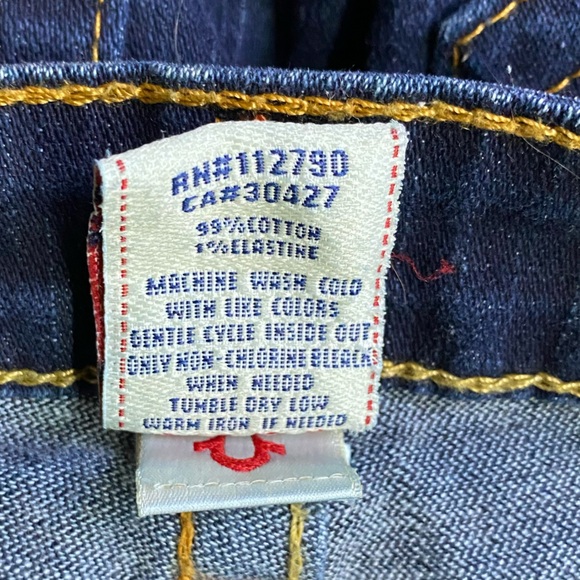 RN#112790
CA#30427
99%COTTON
1%ELASTINE
MACHINE WASH COLD
WITH LIKE COLORS
GENTLE CYCLE INSIDE OUT
ONLY NON-CHLORINE BLEACH
WHEN NEEDED
TUMBLE DRY LOW
WARM IRON IF NEEDED